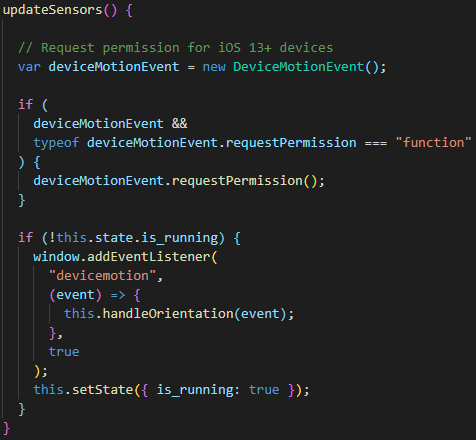 updateSensors() {
// Request permission for iOS 13+ devices
var deviceMotionEvent = new DeviceMotionEvent();
if (
deviceMotionEvent &&
typeof deviceMotionEvent.requestPermission === "function"
) {
deviceMotionEvent.requestPermission();
}
if (!this.state.is_running) {
window.addEventListener(
"devicemotion",
(event) => {
this.handleOrientation(event);
},
true
);
this.setState({ is_running: true });
}
}